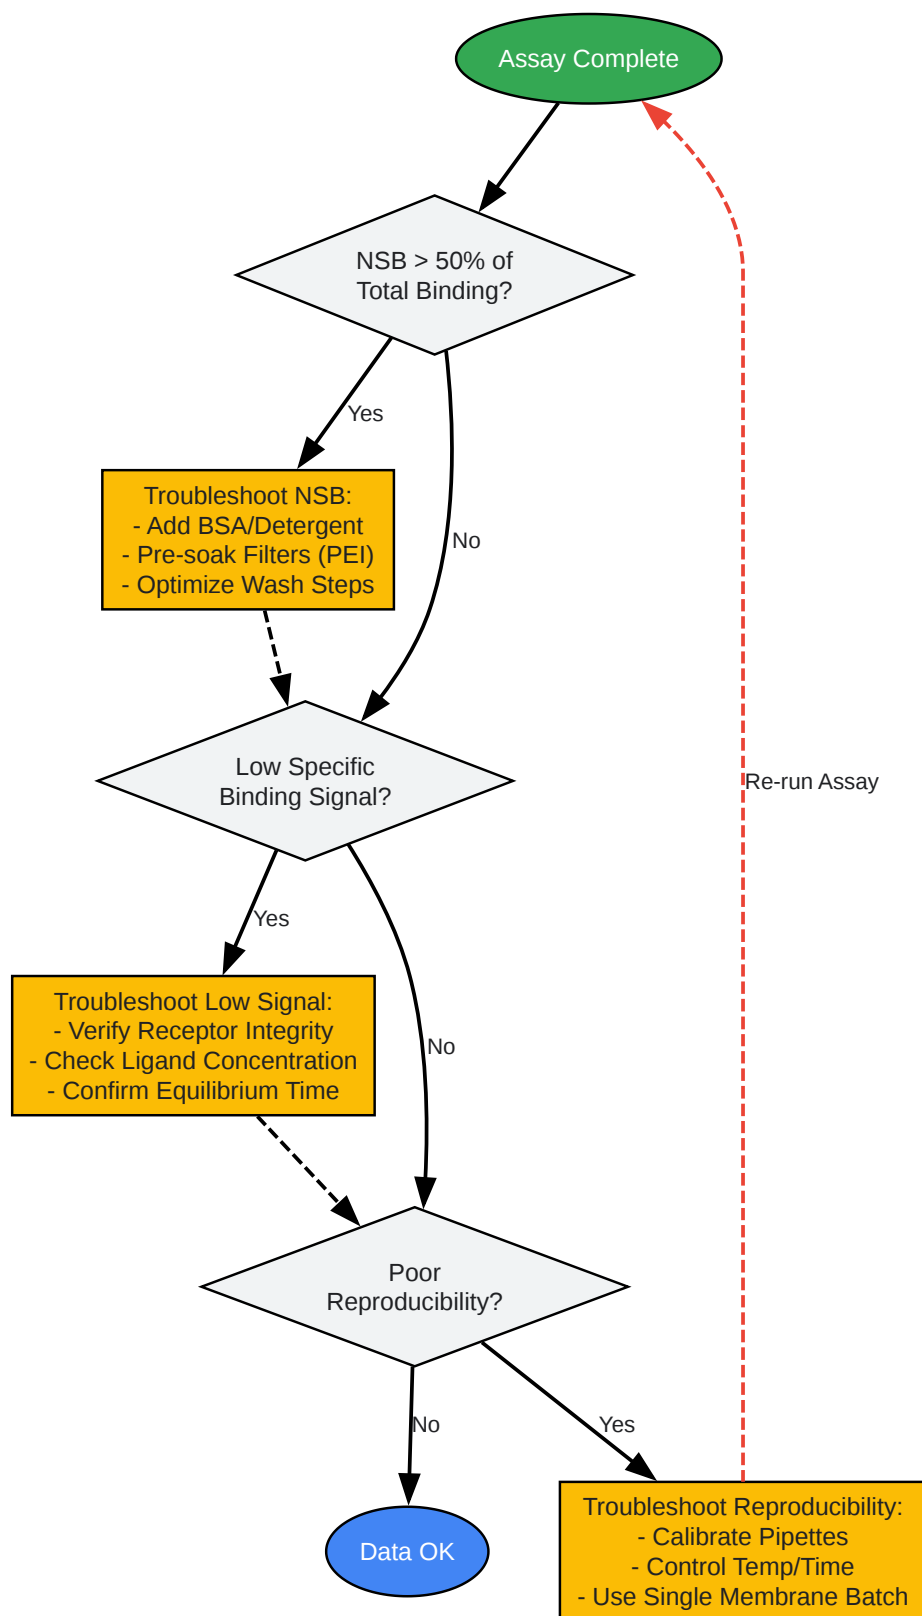 Assay Complete
NSB > 50% of
Total Binding?
Yes
No
Troubleshoot NSB:
- Add BSA/Detergent
- Pre-soak Filters (PEI)
- Optimize Wash Steps
Low Specific
Binding Signal?
Re-run Assay
Yes
No
Troubleshoot Low Signal:
- Verify Receptor Integrity
- Check Ligand Concentration
- Confirm Equilibrium Time
Poor
Reproducibility?
No
Yes
Data OK
Troubleshoot Reproducibility:
- Calibrate Pipettes
- Control Temp/Time
- Use Single Membrane Batch